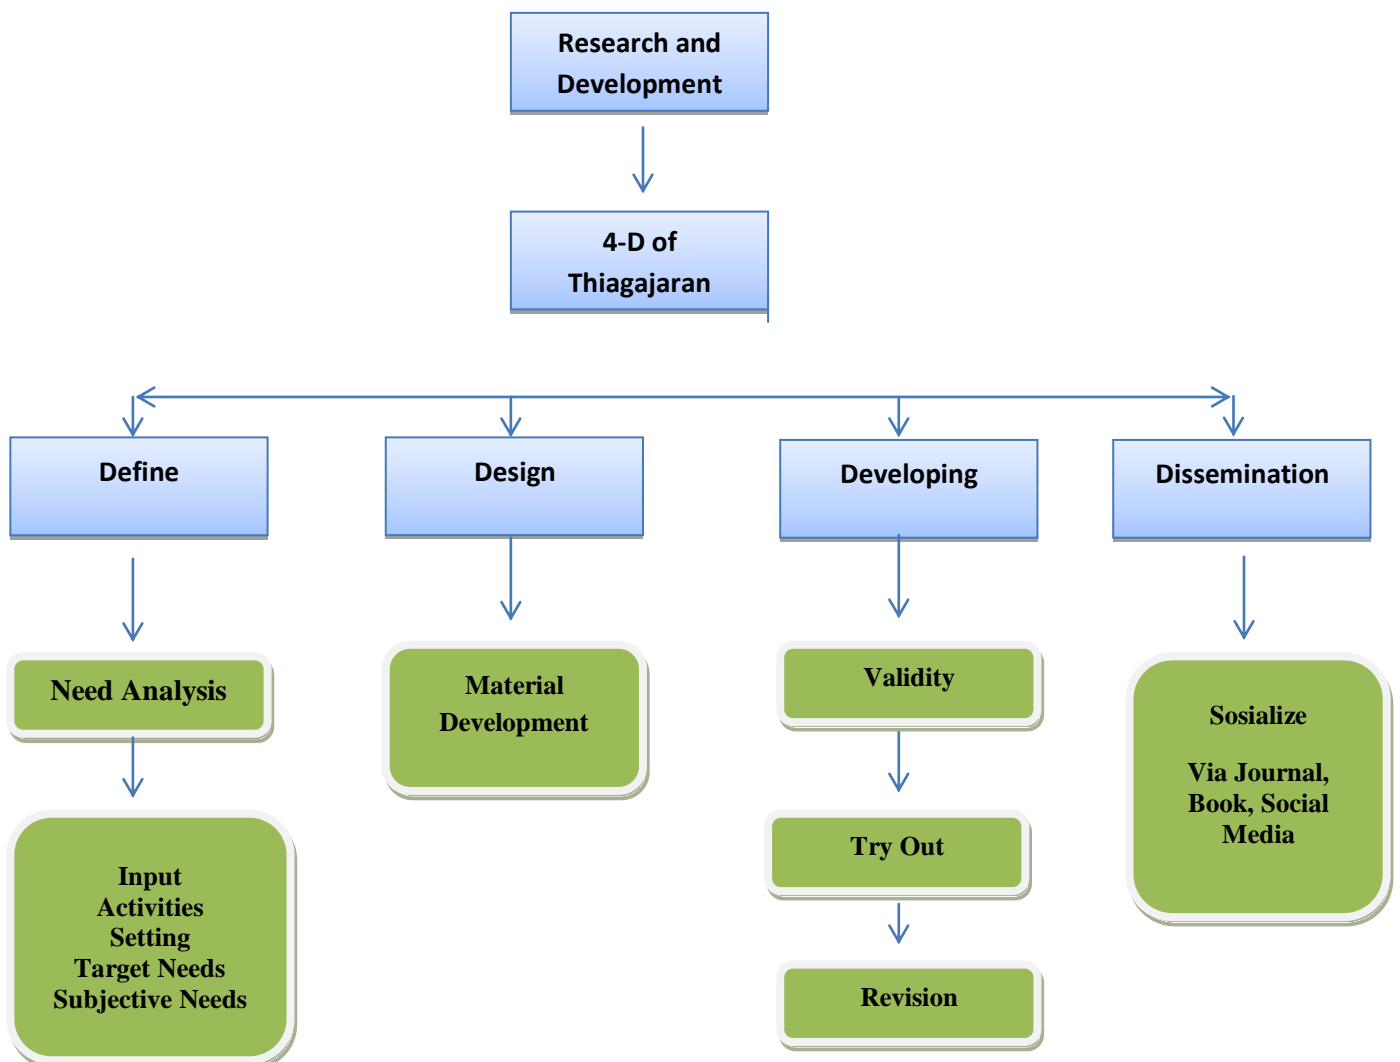 Research and
Development
4-D of
Thiagajaran
Define
Design
Developing
Dissemination
Need Analysis
Material
Development
Validity
Sosialize
Via Journal,
Book, Social
Media
Try Out
Input
Activities
Setting
Target Needs
Subjective Needs
Revision